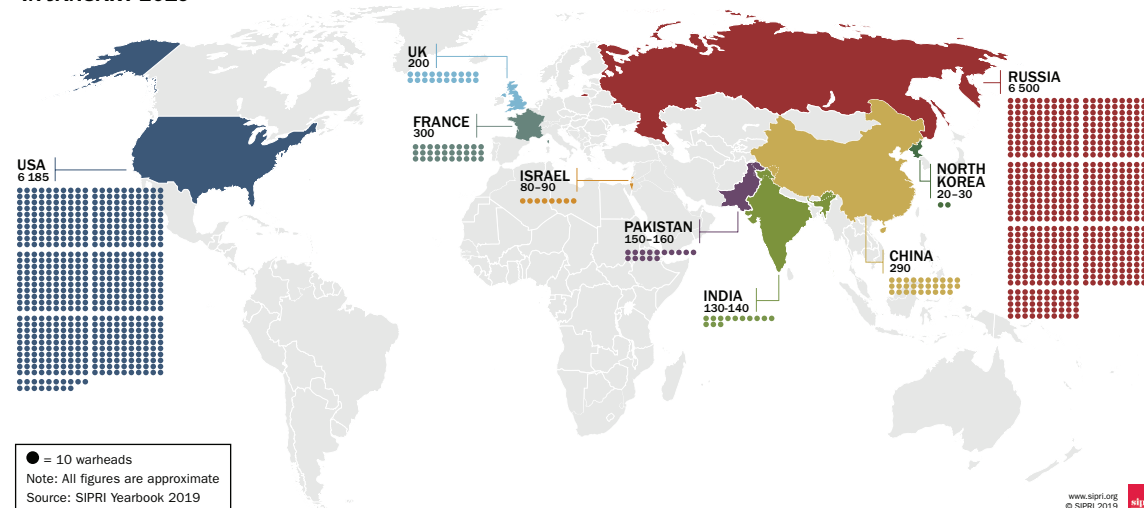 UK
200
FRANCE
300
USA
6 185
ISRAEL
80–90
PAKISTAN
150–160
INDIA
130-140
CHINA
290
NORTH
KOREA
20–30
RUSSIA
6 500
= 10 warheads
Note: All figures are approximate
Source: SIPRI Yearbook 2019
www.sipri.org
© SIPRI 2019